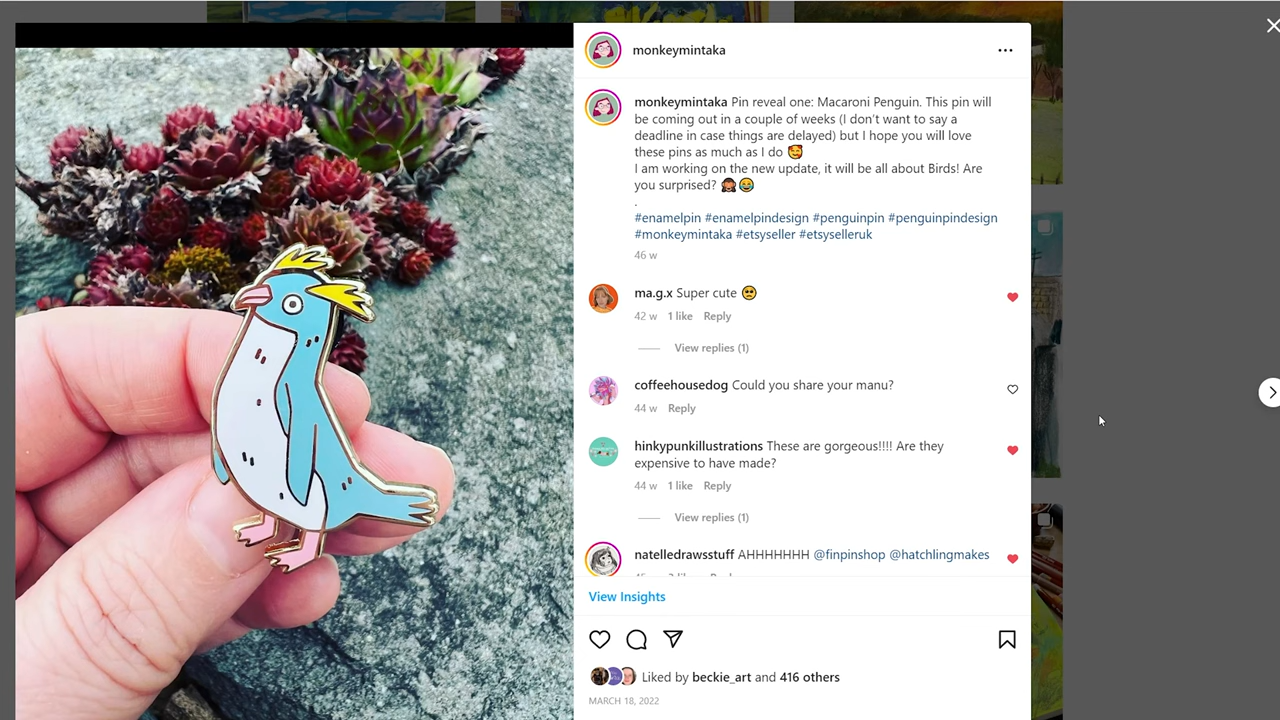 monkeymintaka
monkeymintaka Pin reveal one: Macaroni Penguin. This pin will
be coming out in a couple of weeks (I don't want to say a
deadline in case things are delayed) but I hope you will love
these pins as much as I do 🥰
I am working on the new update, it will be all about Birds! Are
you surprised? 🙈😂
.
#enamelpin #enamelpindesign #penguinpin #penguinpindesign
#monkeymintaka #etsyseller #etsyselleruk
46 w
ma.g.x Super cute 🥺
42 w 1 like Reply
View replies (1)
coffeehousedog Could you share your manu?
44 w Reply
hinkypunkillustrations These are gorgeous!!!! Are they
expensive to have made?
44 w 1 like Reply
View replies (1)
natelledrawsstuff AHHHHHHH @finpinshop @hatchlingmakes
View Insights
Liked by beckie_art and 416 others
MARCH 18, 2022